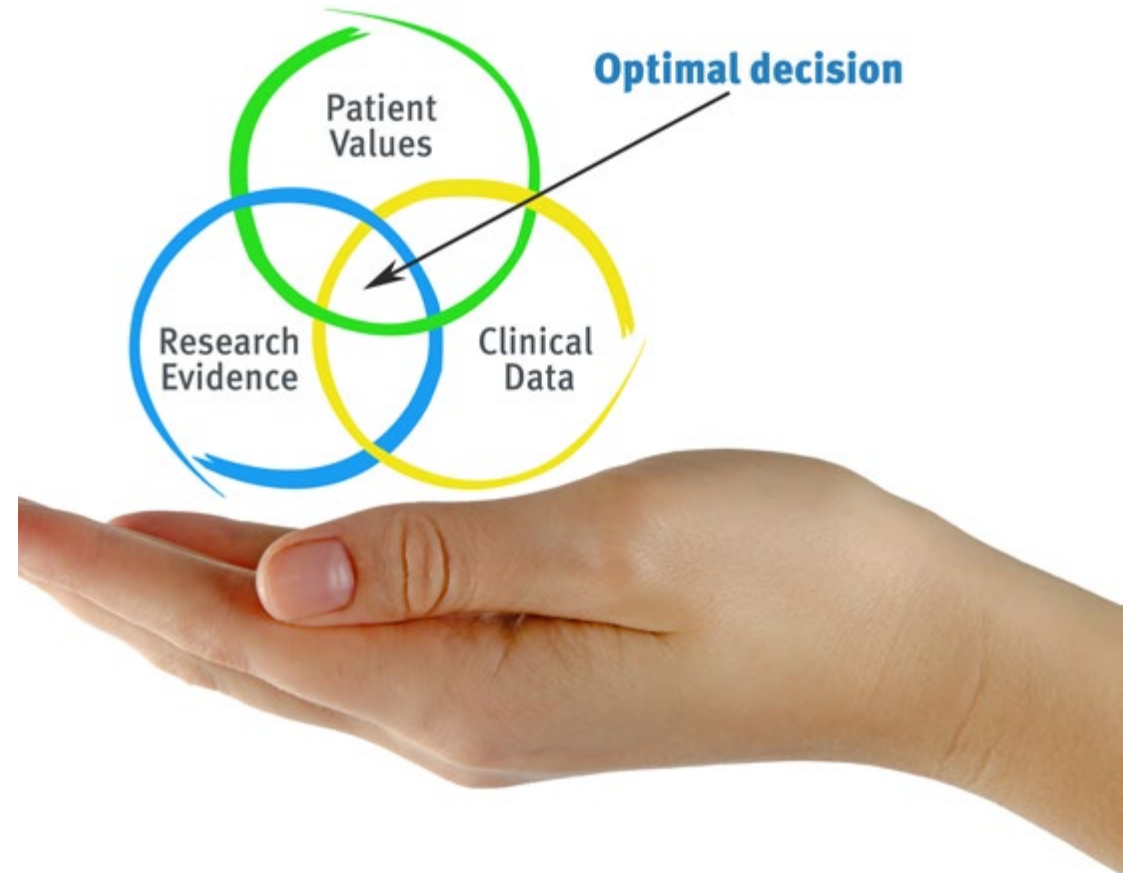 Optimal decision
Patient
Values
Research
Evidence
Clinical
Data